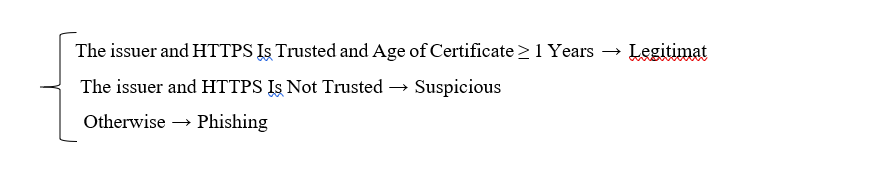 The issuer and HTTPS Is Trusted and Age of Certificate ≥ 1 Years → Legitimat
The issuer and HTTPS Is Not Trusted → Suspicious
Otherwise → Phishing